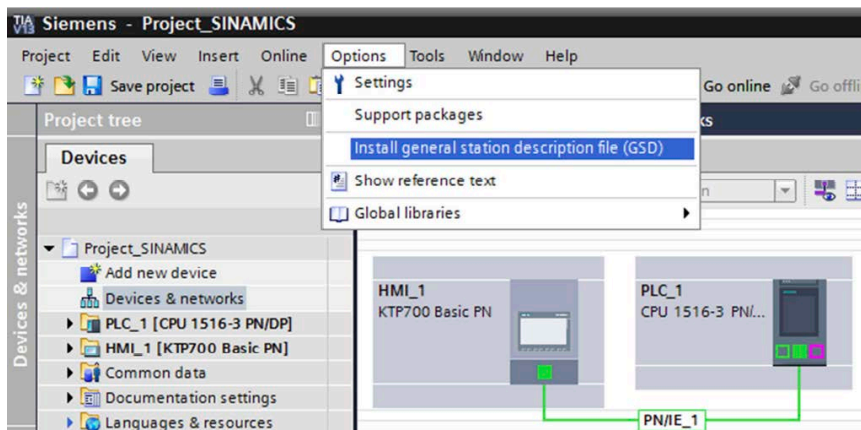 TIA V13 Siemens - Project_SINAMICS
Project Edit View Insert Online Options Tools Window Help
Save project Go online Go offli
Settings
Support packages
Install general station description file (GSD)
Show reference text
Global libraries
Project tree ks
Devices
n
Devices & networks
Project_SINAMICS
Add new device
Devices & networks
PLC_1 [CPU 1516-3 PN/DP]
HMI_1 [KTP700 Basic PN]
Common data
Documentation settings
Languages & resources
HMI_1
KTP700 Basic PN
PLC_1
CPU 1516-3 PN/...
PN/IE_1